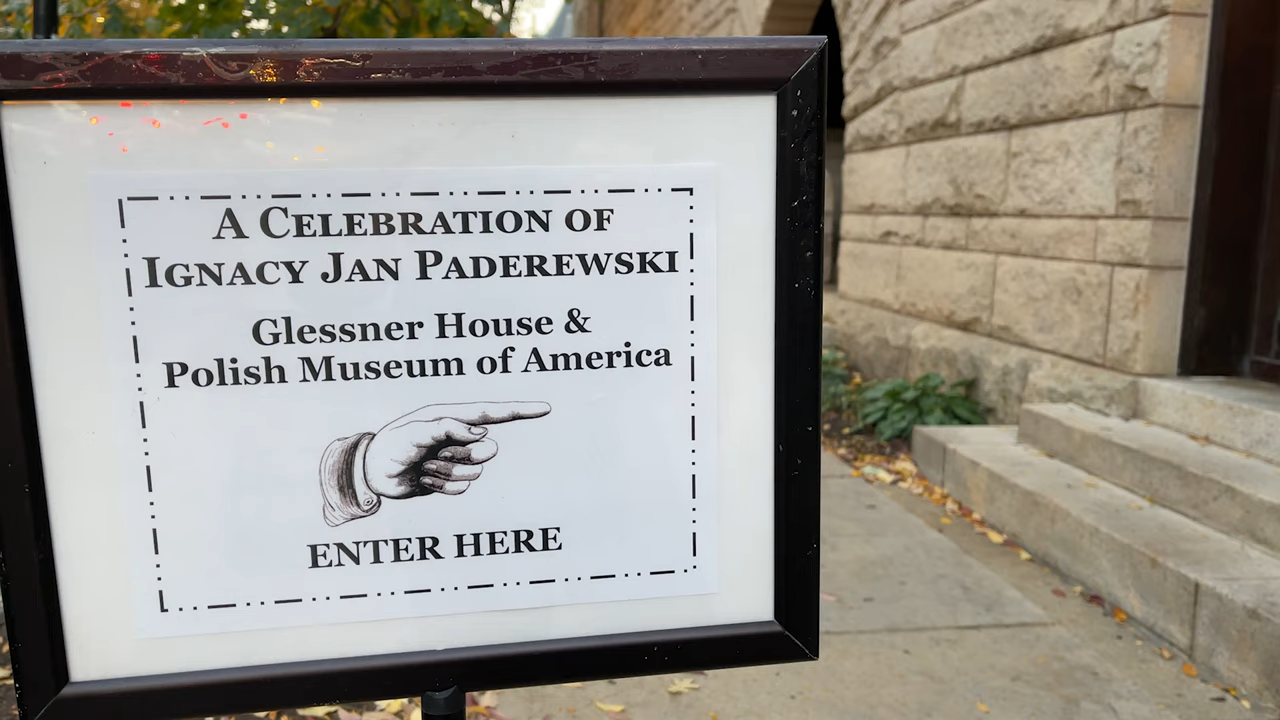 A Celebration of
Ignacy Jan Paderewski
Glessner House &
Polish Museum of America
ENTER HERE